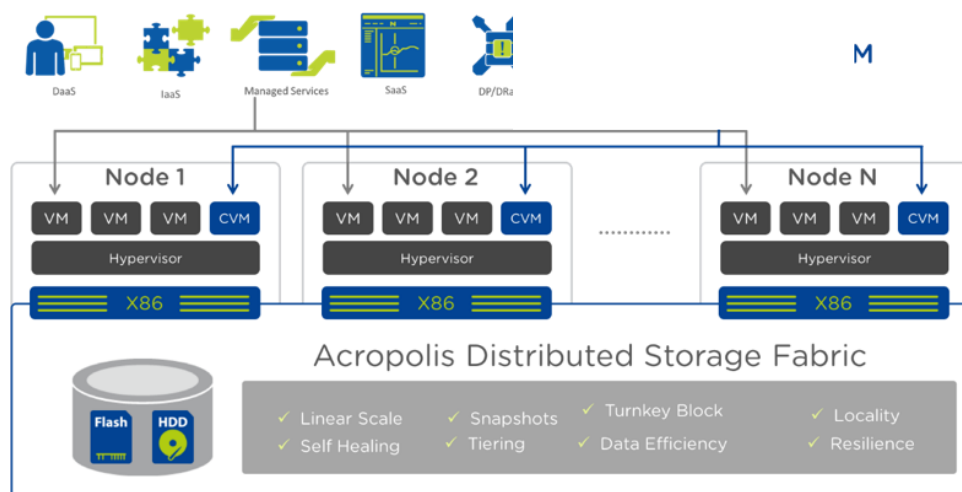 DaaS
IaaS
Managed Services
SaaS
DP/DRa
M
Node 1
Node 2
Node N
VM VM VM CVM
VM VM VM CVM
VM VM VM CVM
Hypervisor
Hypervisor
Hypervisor
X86
X86
X86
Acropolis Distributed Storage Fabric
Flash
HDD
✓ Linear Scale ✓ Snapshots ✓ Turnkey Block ✓ Locality
✓ Self Healing ✓ Tiering ✓ Data Efficiency ✓ Resilience